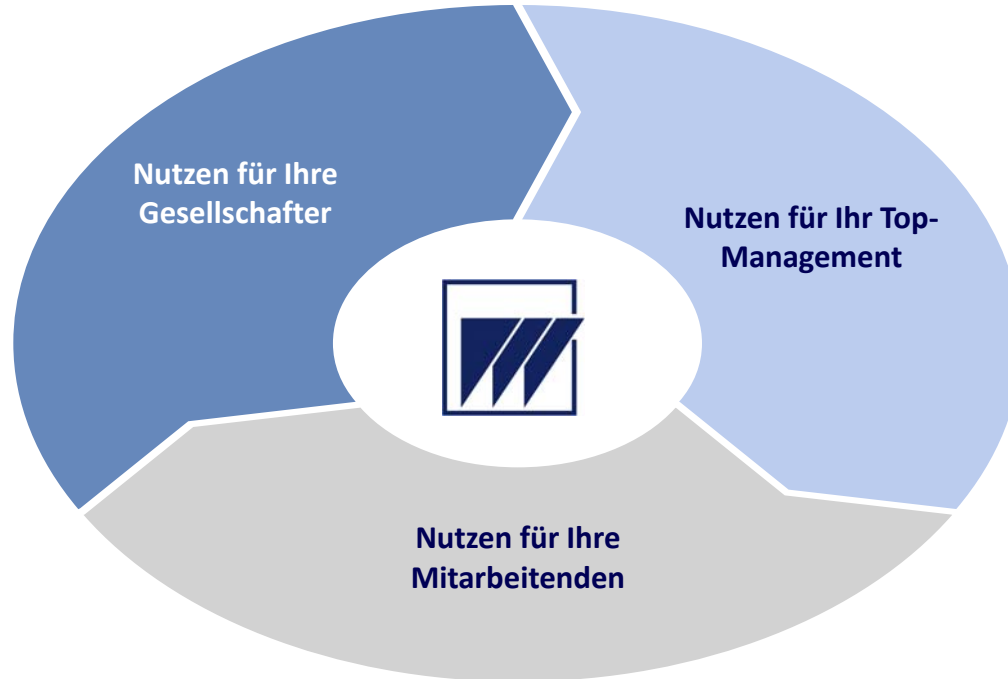 Nutzen für Ihre
Gesellschafter
Nutzen für Ihr Top-
Management
Nutzen für Ihre
Mitarbeitenden